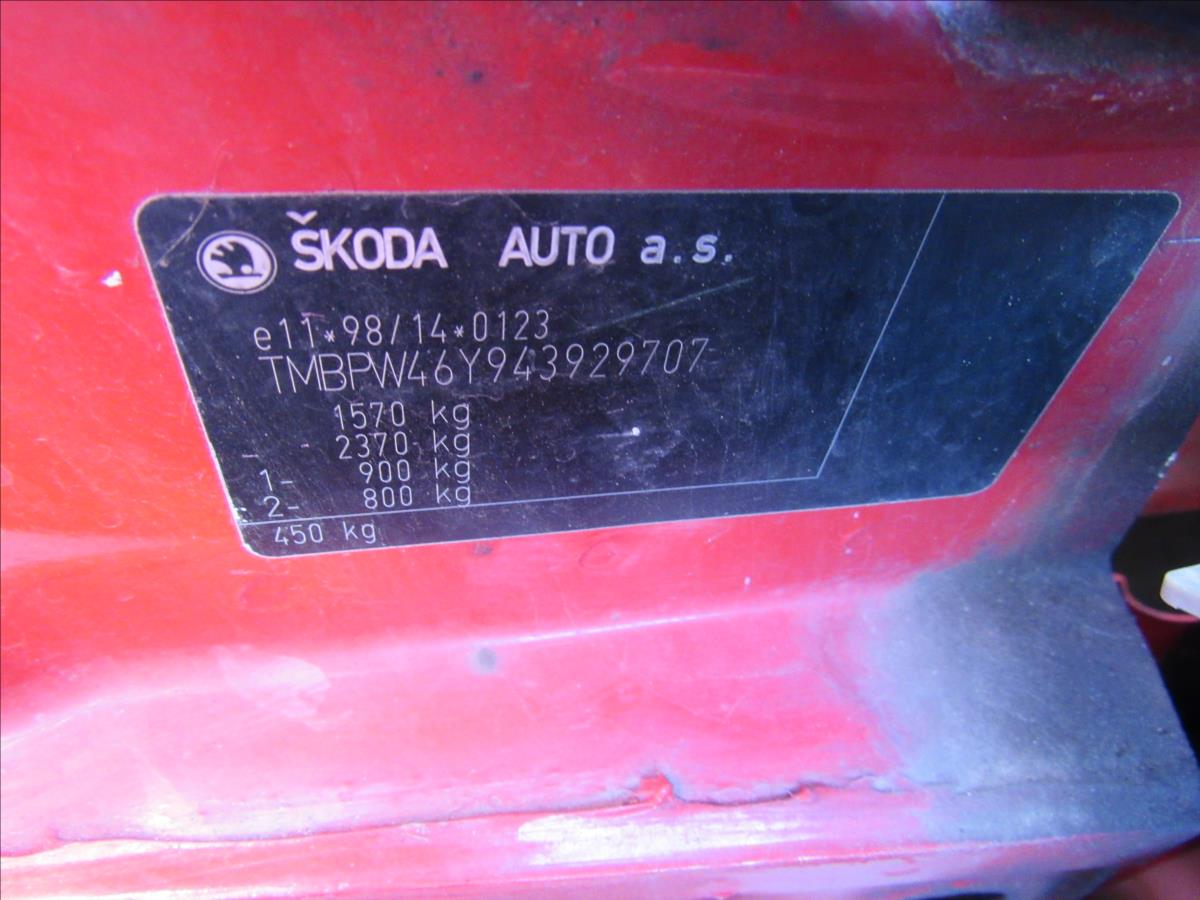 ŠKODA AUTO a.s.
e11*98/14*0123
TMBPW46Y943929707
1570 kg
- 2370 kg
1- 900 kg
2- 800 kg
450 kg